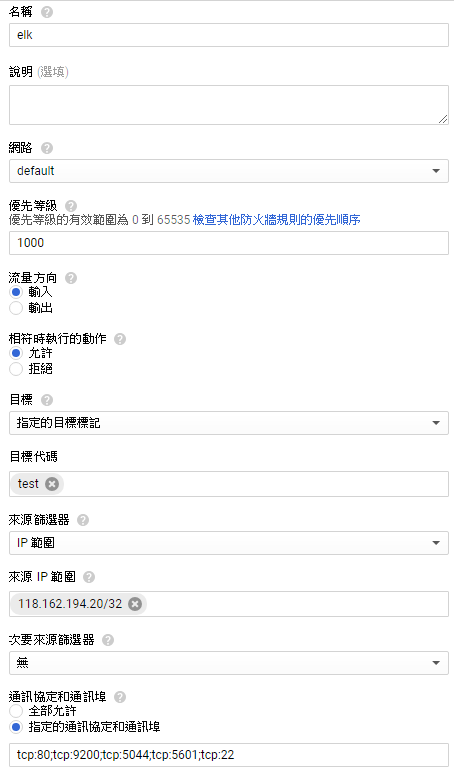 名稱
elk
說明 (選填)
網路
default
優先等級
優先等級的有效範圍為 0 到 65535 檢查其他防火牆規則的優先順序
1000
流量方向
輸入
輸出
相符時執行的動作
允許
拒絕
目標
指定的目標標記
目標代碼
test
來源篩選器
IP 範圍
來源 IP 範圍
118.162.194.20/32
次要來源篩選器
無
通訊協定和通訊埠
全部允許
指定的通訊協定和通訊埠
tcp:80;tcp:9200;tcp:5044;tcp:5601;tcp:22